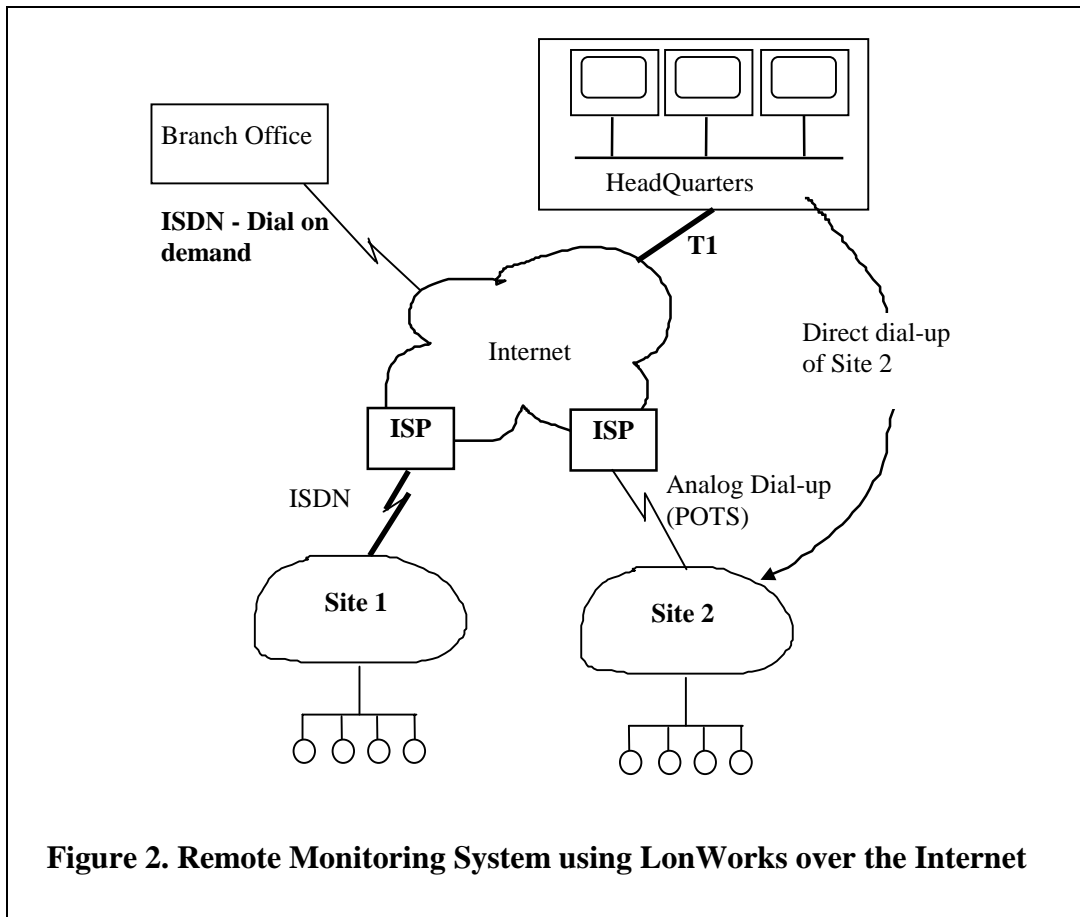 Branch Office
HeadQuarters
ISDN - Dial on
demand
T1
Direct dial-up
of Site 2
Internet
ISP
ISP
ISDN
Analog Dial-up
(POTS)
Site 1
Site 2
Figure 2. Remote Monitoring System using LonWorks over the Internet